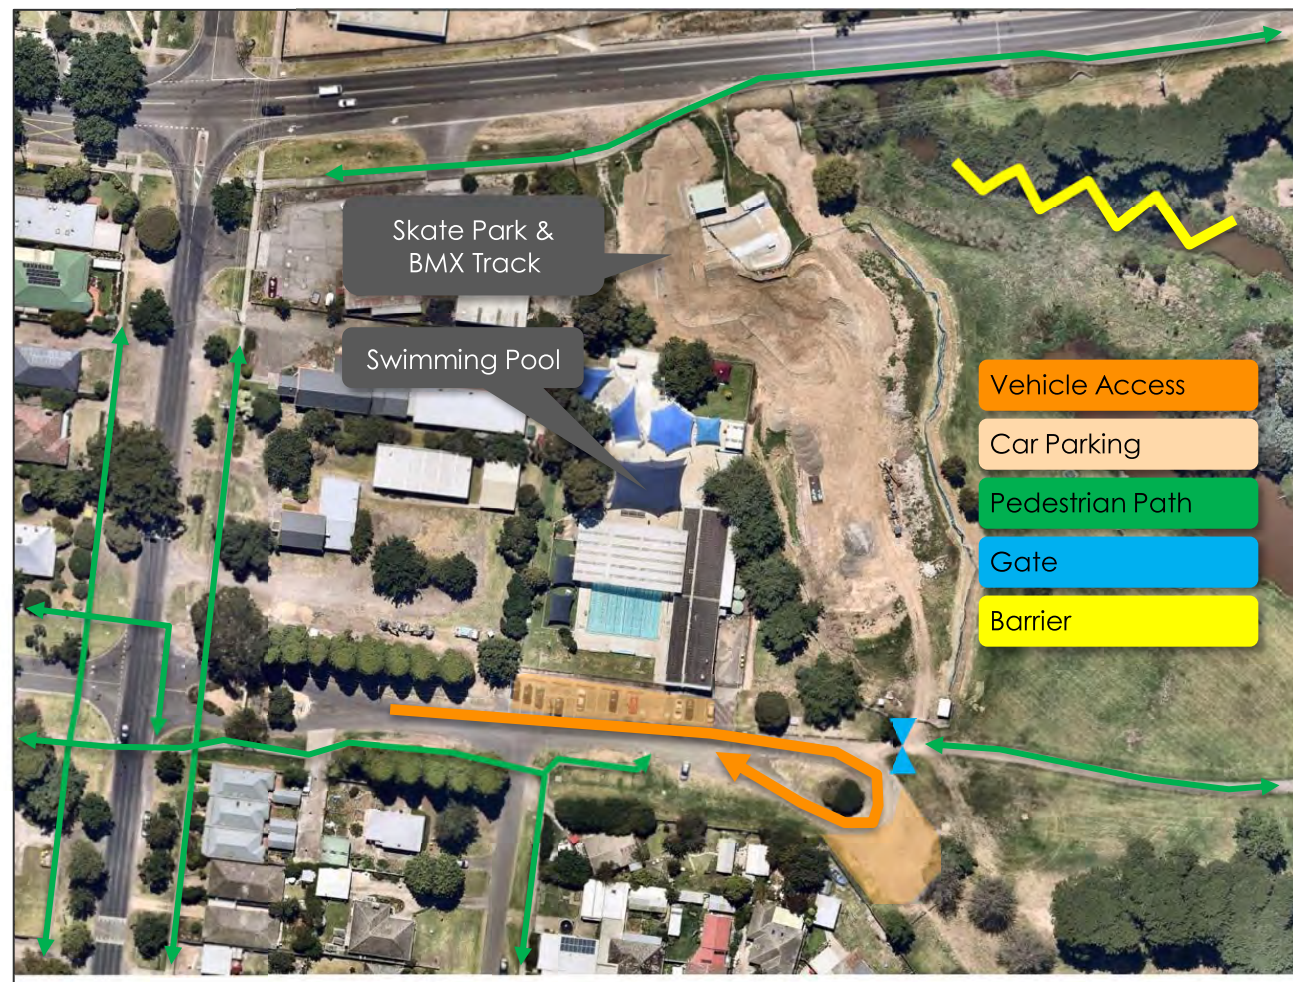 Skate Park &
BMX Track
Swimming Pool
Vehicle Access
Car Parking
Pedestrian Path
Gate
Barrier